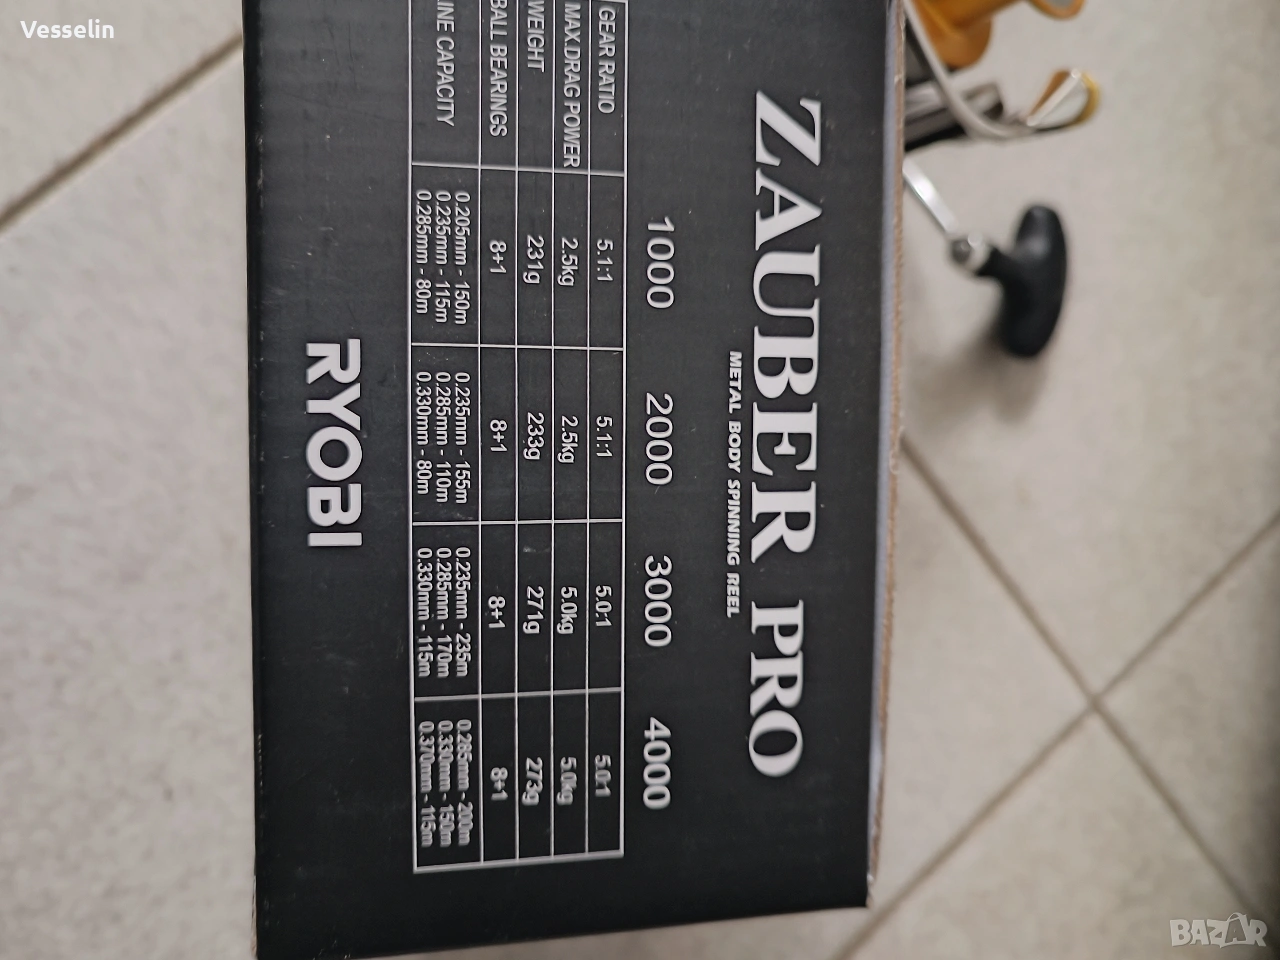 Vesselin
ZAUBER PRO
METAL BODY SPINNING REEL
1000 2000 3000 4000
GEAR RATIO 5.1:1 5.1:1 5.0:1 5.0:1
MAX.DRAG POWER 2.5kg 2.5kg 5.0kg 5.0kg
WEIGHT 231g 233g 271g 273g
BALL BEARINGS 8+1 8+1 8+1 8+1
INE CAPACITY 0.205mm - 150m 0.235mm - 155m 0.235mm - 235m 0.285mm - 200m
0.235mm - 115m 0.285mm - 110m 0.285mm - 170m 0.330mm - 150m
0.285mm - 80m 0.330mm - 80m 0.330mm - 115m 0.370mm - 115m
RYOBI
BAZAR